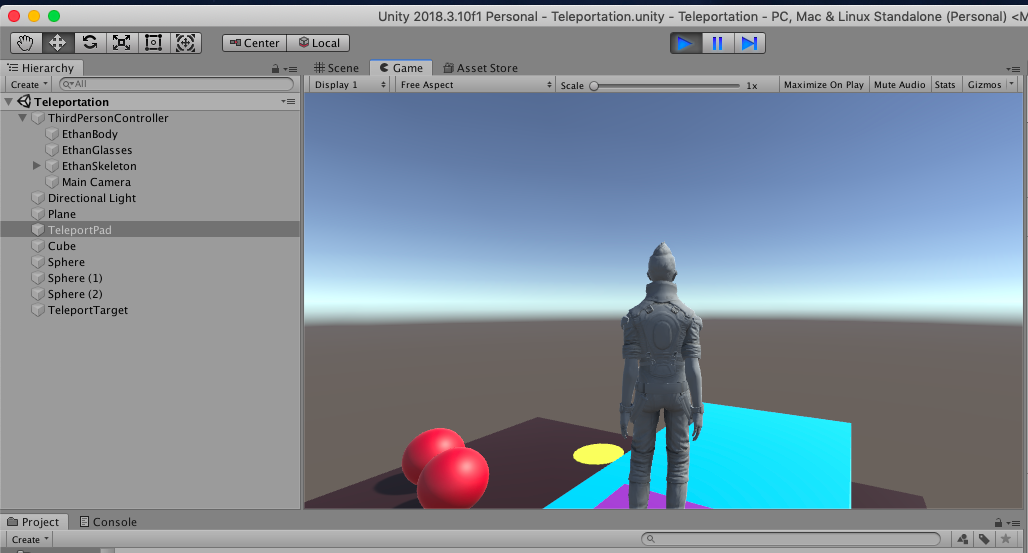 Unity 2018.3.10f1 Personal - Teleportation.unity - Teleportation - PC, Mac & Linux Standalone (Personal) <M
Center Local
Hierarchy
Create All
Teleportation
ThirdPersonController
EthanBody
EthanGlasses
EthanSkeleton
Main Camera
Directional Light
Plane
TeleportPad
Cube
Sphere
Sphere (1)
Sphere (2)
TeleportTarget
Scene Game Asset Store
Display 1 Free Aspect Scale 1x Maximize On Play Mute Audio Stats Gizmos
Project Console
Create